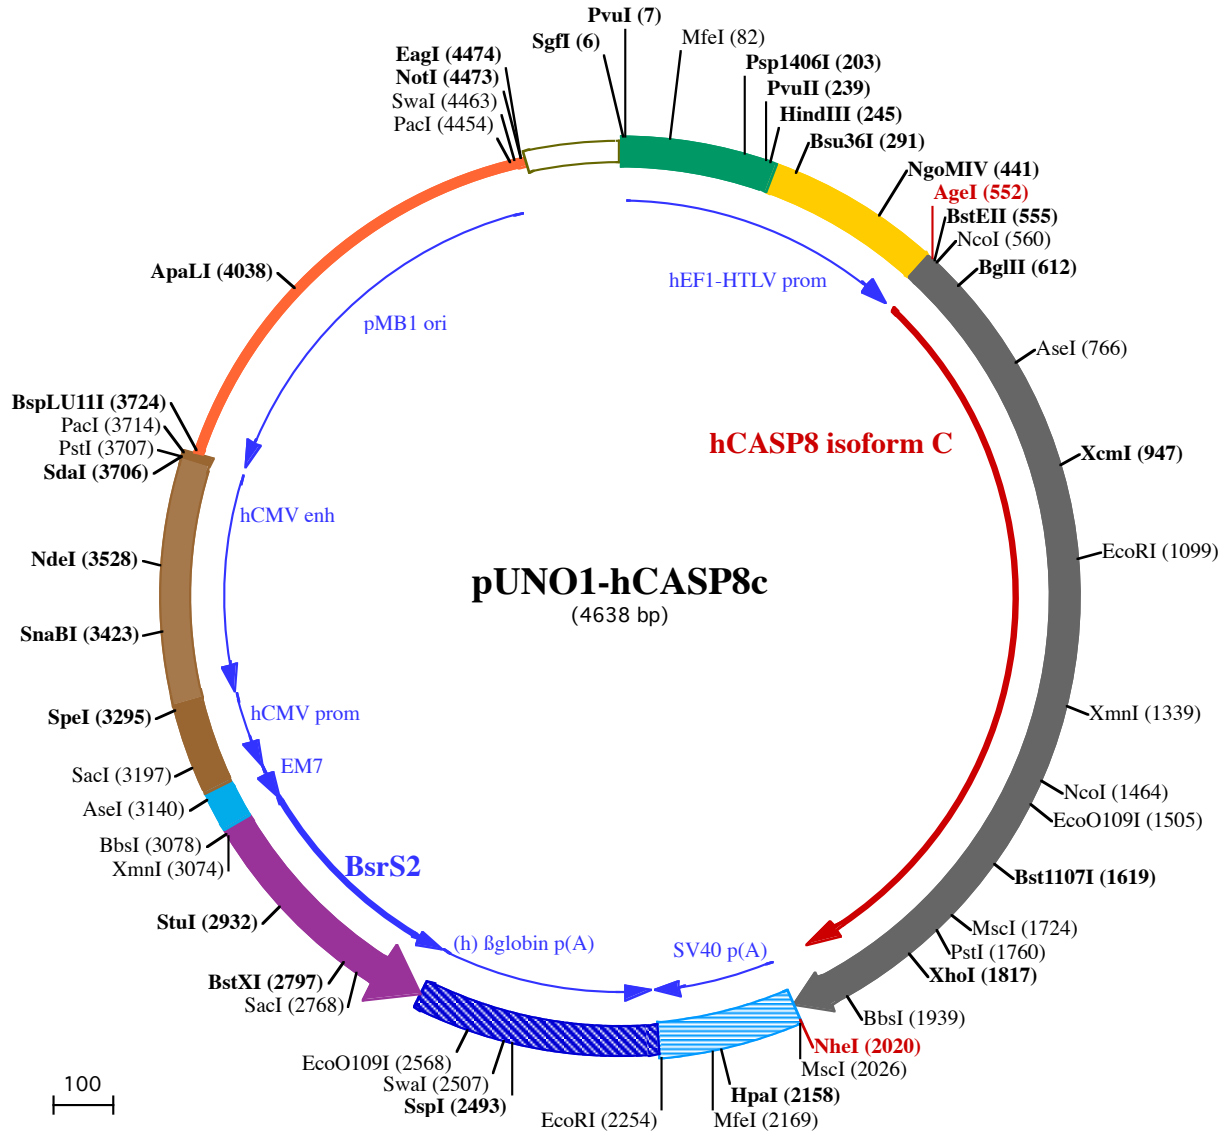 PvuI (7)
SgfI (6)
MfeI (82)
EagI (4474)
NotI (4473)
SwaI (4463)
PacI (4454)
Psp1406I (203)
PvuII (239)
HindIII (245)
Bsu36I (291)
NgoMIV (441)
AgeI (552)
BstEII (555)
NcoI (560)
BglII (612)
ApaLI (4038)
hEF1-HTLV prom
pMB1 ori
AseI (766)
BspLU11I (3724)
PacI (3714)
PstI (3707)
SdaI (3706)
hCASP8 isoform C
XcmI (947)
hCMV enh
NdeI (3528)
EcoRI (1099)
pUNO1-hCASP8c
(4638 bp)
SnaBI (3423)
SpeI (3295)
hCMV prom
XmnI (1339)
EM7
SacI (3197)
AseI (3140)
NcoI (1464)
EcoO109I (1505)
BbsI (3078)
XmnI (3074)
BsrS2
Bst1107I (1619)
StuI (2932)
MscI (1724)
PstI (1760)
XhoI (1817)
(h) ßglobin p(A)
SV40 p(A)
BstXI (2797)
SacI (2768)
BbsI (1939)
NheI (2020)
MscI (2026)
EcoO109I (2568)
SwaI (2507)
SspI (2493)
EcoRI (2254)
HpaI (2158)
MfeI (2169)
100